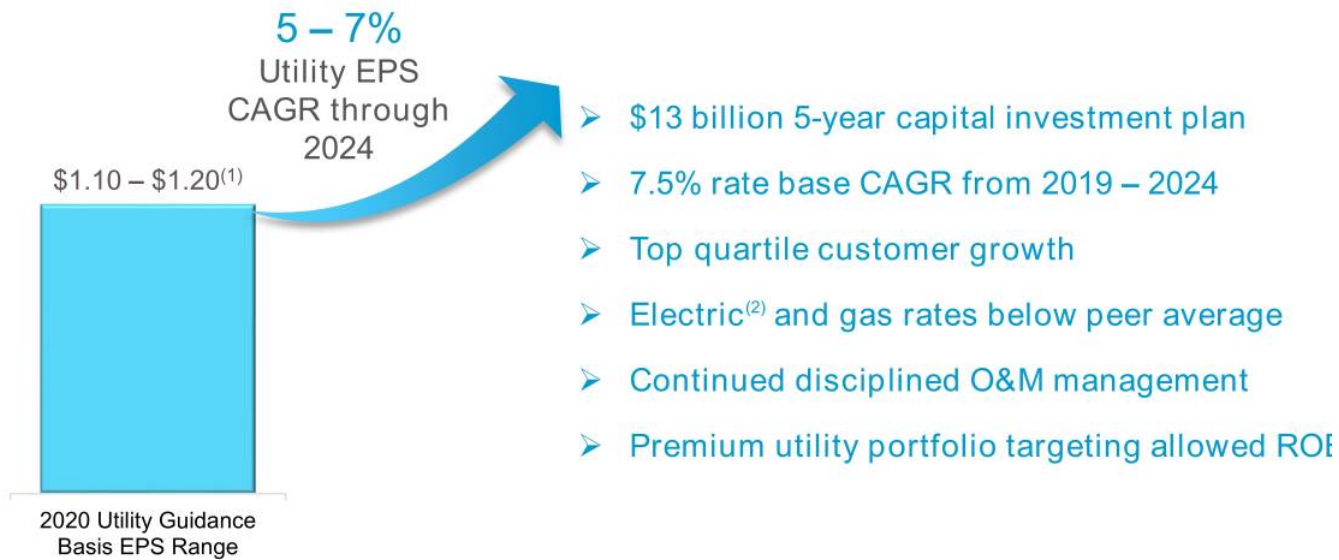 5 – 7%
Utility EPS
CAGR through
2024
$1.10 – $1.20(1)
2020 Utility Guidance
Basis EPS Range
➢ $13 billion 5-year capital investment plan
➢ 7.5% rate base CAGR from 2019 – 2024
➢ Top quartile customer growth
➢ Electric(2) and gas rates below peer average
➢ Continued disciplined O&M management
➢ Premium utility portfolio targeting allowed ROE